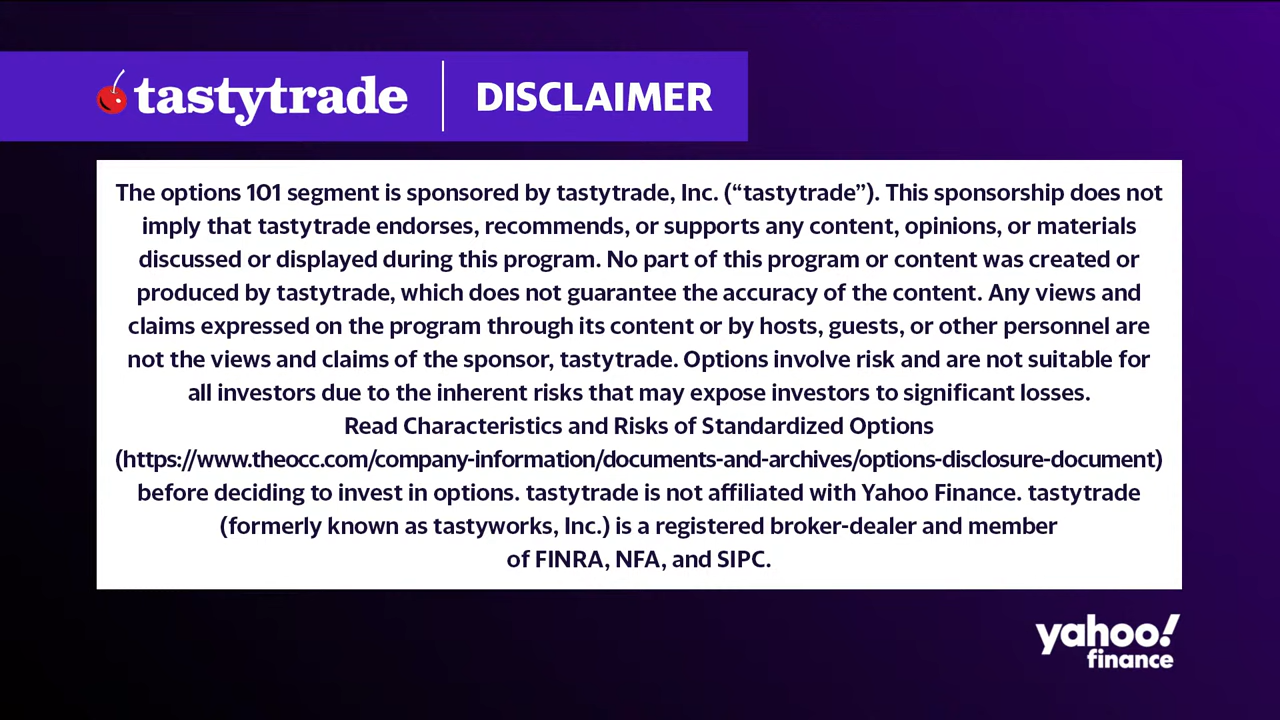 tastytrade
DISCLAIMER
The options 101 segment is sponsored by tastytrade, Inc. (“tastytrade”). This sponsorship does not
imply that tastytrade endorses, recommends, or supports any content, opinions, or materials
discussed or displayed during this program. No part of this program or content was created or
produced by tastytrade, which does not guarantee the accuracy of the content. Any views and
claims expressed on the program through its content or by hosts, guests, or other personnel are
not the views and claims of the sponsor, tastytrade. Options involve risk and are not suitable for
all investors due to the inherent risks that may expose investors to significant losses.
Read Characteristics and Risks of Standardized Options
(https://www.theocc.com/company-information/documents-and-archives/options-disclosure-document)
before deciding to invest in options. tastytrade is not affiliated with Yahoo Finance. tastytrade
(formerly known as tastyworks, Inc.) is a registered broker-dealer and member
of FINRA, NFA, and SIPC.
yahoo!
finance